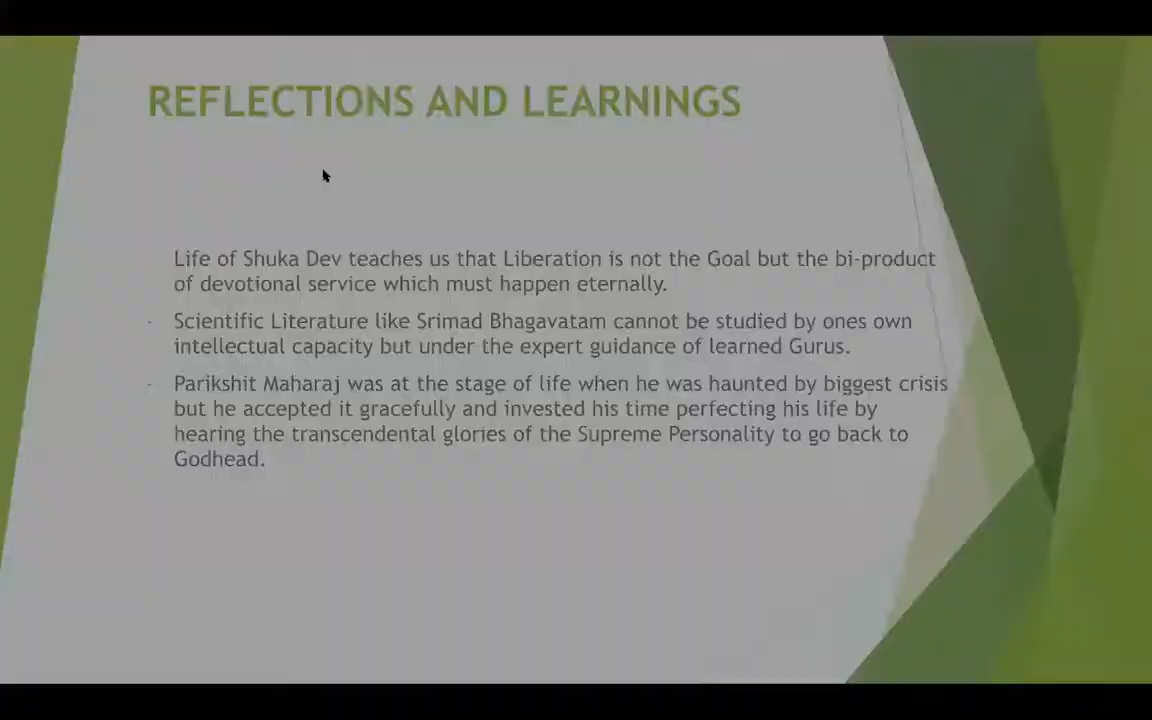 REFLECTIONS AND LEARNINGS
Life of Shuka Dev teaches us that Liberation is not the Goal but the bi-product
of devotional service which must happen eternally.
- Scientific Literature like Srimad Bhagavatam cannot be studied by ones own
intellectual capacity but under the expert guidance of learned Gurus.
- Parikshit Maharaj was at the stage of life when he was haunted by biggest crisis
but he accepted it gracefully and invested his time perfecting his life by
hearing the transcendental glories of the Supreme Personality to go back to
Godhead.